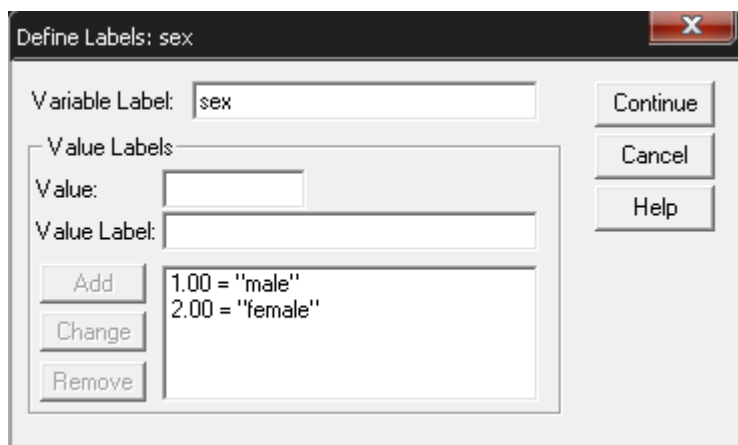 Define Labels: sex
X
Variable Label: sex
Continue
Value Labels
Cancel
Value:
Help
Value Label:
Add
1.00 = "male"
2.00 = "female"
Change
Remove